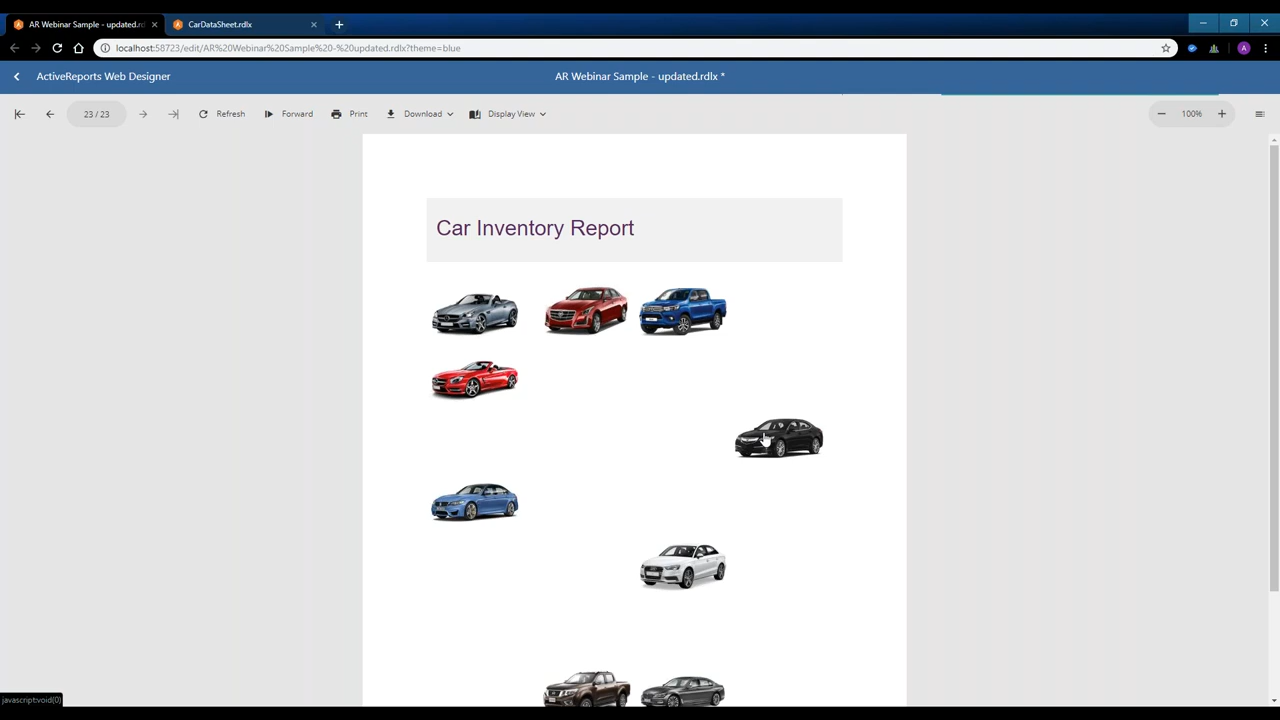 AR Webinar Sample - updated.rd
CarDataSheet.rdlx
localhost:58723/edit/AR%20Webinar%20Sample%20-%20updated.rdlx?theme=blue
A
ActiveReports Web Designer
AR Webinar Sample - updated.rdlx *
23 / 23
Refresh
Forward
Print
Download
Display View
100%
Car Inventory Report
javascript:void(0)